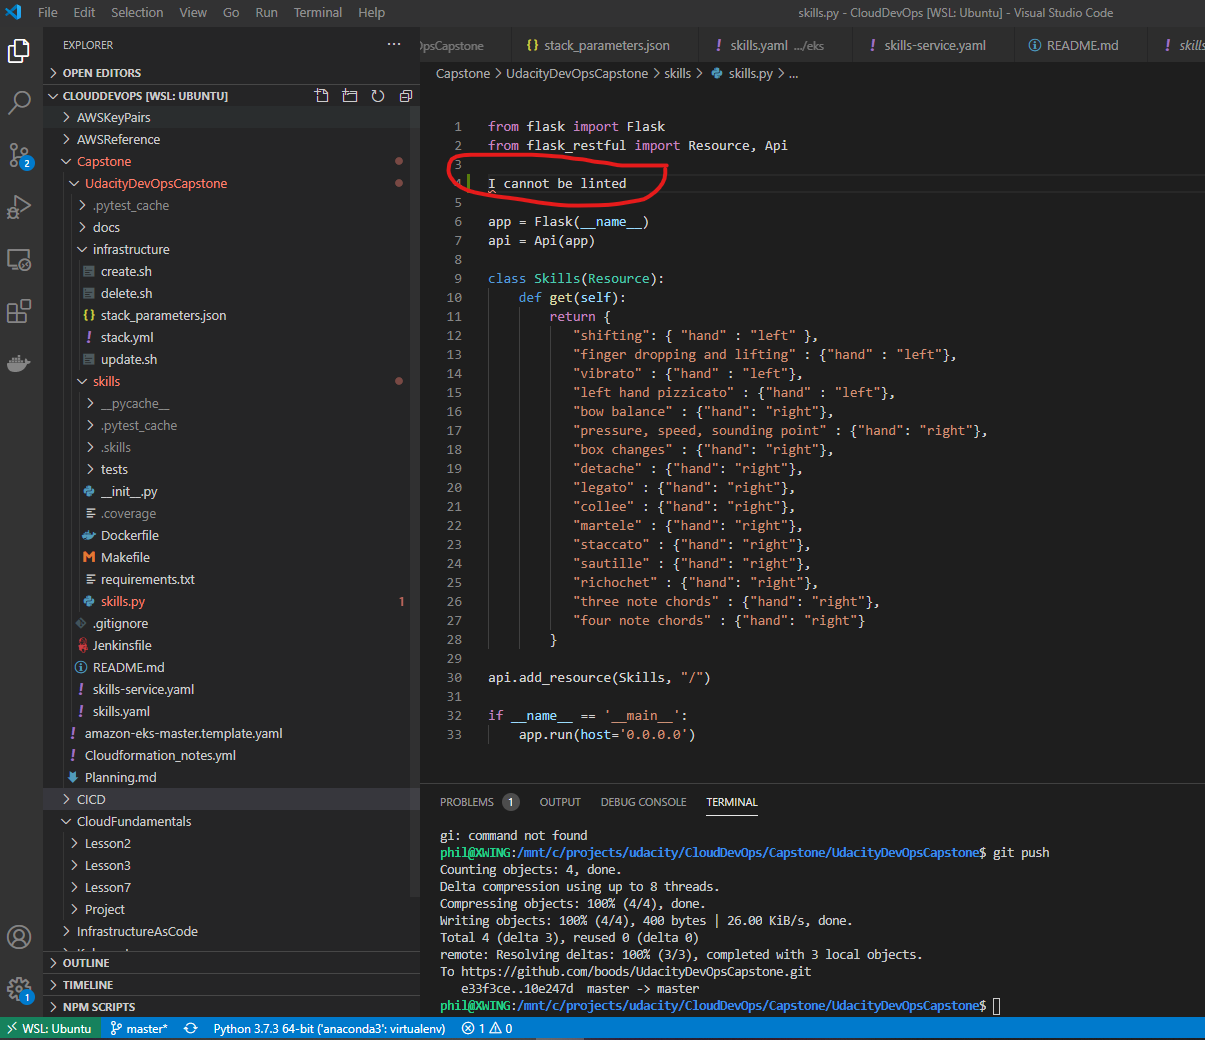 File Edit Selection View Go Run Terminal Help
skills.py - CloudDevOps [WSL: Ubuntu] - Visual Studio Code
EXPLORER
OPEN EDITORS
CLOUDDEVOPS [WSL: UBUNTU]
AWSKeyPairs
AWSReference
Capstone
UdacityDevOpsCapstone
.pytest_cache
docs
infrastructure
create.sh
delete.sh
{} stack_parameters.json
! stack.yml
update.sh
skills
__pycache__
.pytest_cache
.skills
tests
__init__.py
.coverage
Dockerfile
Makefile
requirements.txt
skills.py 1
.gitignore
Jenkinsfile
README.md
! skills-service.yaml
! skills.yaml
! amazon-eks-master.template.yaml
! Cloudformation_notes.yml
Planning.md
CICD
CloudFundamentals
Lesson2
Lesson3
Lesson7
Project
InfrastructureAsCode
OUTLINE
TIMELINE
NPM SCRIPTS
2
1
OpsCapstone {} stack_parameters.json ! skills.yaml .../eks ! skills-service.yaml README.md ! skills
Capstone > UdacityDevOpsCapstone > skills > skills.py > ...
1 from flask import Flask
2 from flask_restful import Resource, Api
3
4 I cannot be linted
5
6 app = Flask(__name__)
7 api = Api(app)
8
9 class Skills(Resource):
10 def get(self):
11 return {
12 "shifting": { "hand" : "left" },
13 "finger dropping and lifting" : {"hand" : "left"},
14 "vibrato" : {"hand" : "left"},
15 "left hand pizzicato" : {"hand" : "left"},
16 "bow balance" : {"hand": "right"},
17 "pressure, speed, sounding point" : {"hand": "right"},
18 "box changes" : {"hand": "right"},
19 "detache" : {"hand": "right"},
20 "legato" : {"hand": "right"},
21 "collee" : {"hand": "right"},
22 "martele" : {"hand": "right"},
23 "staccato" : {"hand": "right"},
24 "sautille" : {"hand": "right"},
25 "richochet" : {"hand": "right"},
26 "three note chords" : {"hand": "right"},
27 "four note chords" : {"hand": "right"}
28 }
29
30 api.add_resource(Skills, "/")
31
32 if __name__ == '__main__':
33 app.run(host='0.0.0.0')
PROBLEMS 1 OUTPUT DEBUG CONSOLE TERMINAL
gi: command not found
phil@XWING:/mnt/c/projects/udacity/CloudDevOps/Capstone/UdacityDevOpsCapstone$ git push
Counting objects: 4, done.
Delta compression using up to 8 threads.
Compressing objects: 100% (4/4), done.
Writing objects: 100% (4/4), 400 bytes | 26.00 KiB/s, done.
Total 4 (delta 3), reused 0 (delta 0)
remote: Resolving deltas: 100% (3/3), completed with 3 local objects.
To https://github.com/boods/UdacityDevOpsCapstone.git
e33f3ce..10e247d master -> master
phil@XWING:/mnt/c/projects/udacity/CloudDevOps/Capstone/UdacityDevOpsCapstone$
WSL: Ubuntu master* Python 3.7.3 64-bit ('anaconda3': virtualenv) 1 0